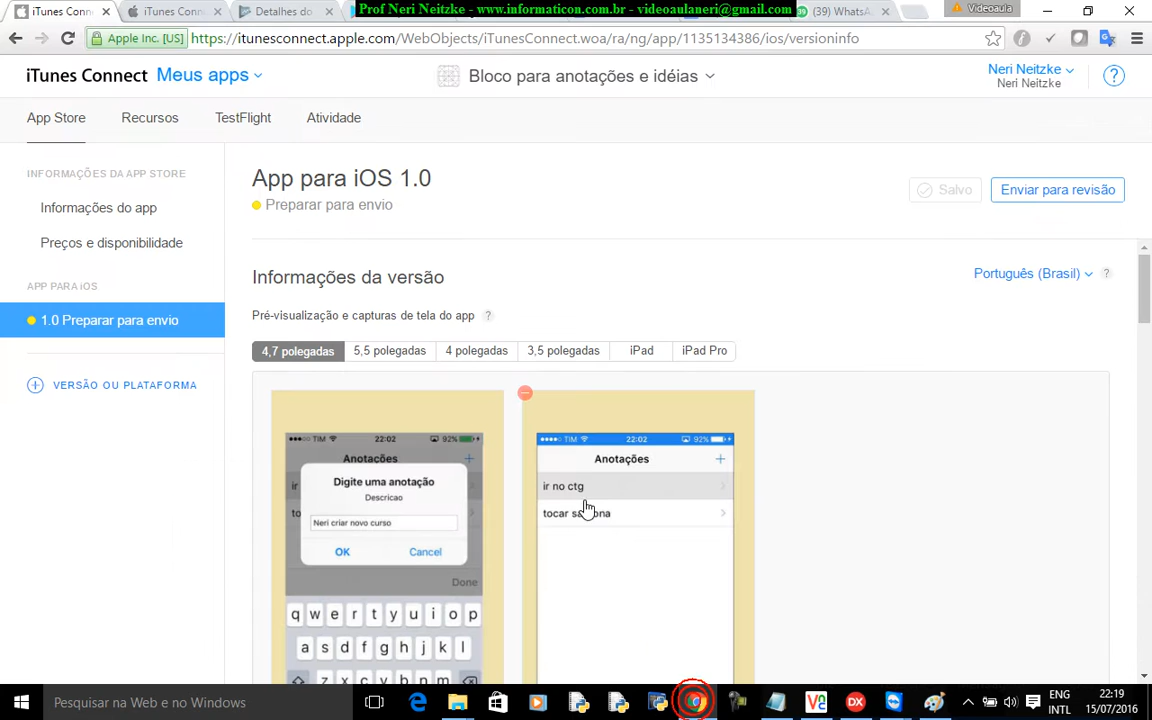 iTunes Conn
iTunes Conn
Detalhes do
Prof Neri Neitzke - www.informaticon.com.br - videoaulaneri@gmail.com
(39) WhatsA
Videoaula
Apple Inc. [US]
https://itunesconnect.apple.com/WebObjects/iTunesConnect.woa/ra/ng/app/1135134386/ios/versioninfo
iTunes Connect
Meus apps
Bloco para anotações e idéias
Neri Neitzke
Neri Neitzke
?
App Store
Recursos
TestFlight
Atividade
INFORMAÇÕES DA APP STORE
Informações do app
Preços e disponibilidade
APP PARA iOS
1.0 Preparar para envio
VERSÃO OU PLATAFORMA
App para iOS 1.0
Preparar para envio
Salvo
Enviar para revisão
Informações da versão
Português (Brasil)
?
Pré-visualização e capturas de tela do app
?
4,7 polegadas
5,5 polegadas
4 polegadas
3,5 polegadas
iPad
iPad Pro
TIM
22:02
92%
Anotações
+
ir
to
Digite uma anotação
Descricao
Neri criar novo curso
OK
Cancel
Done
q w e r t y u i o p
a s d f g h j k l
z x c v b n m
TIM
22:02
92%
Anotações
+
ir no ctg
tocar
Pesquisar na Web e no Windows
ENG
INTL
22:19
15/07/2016